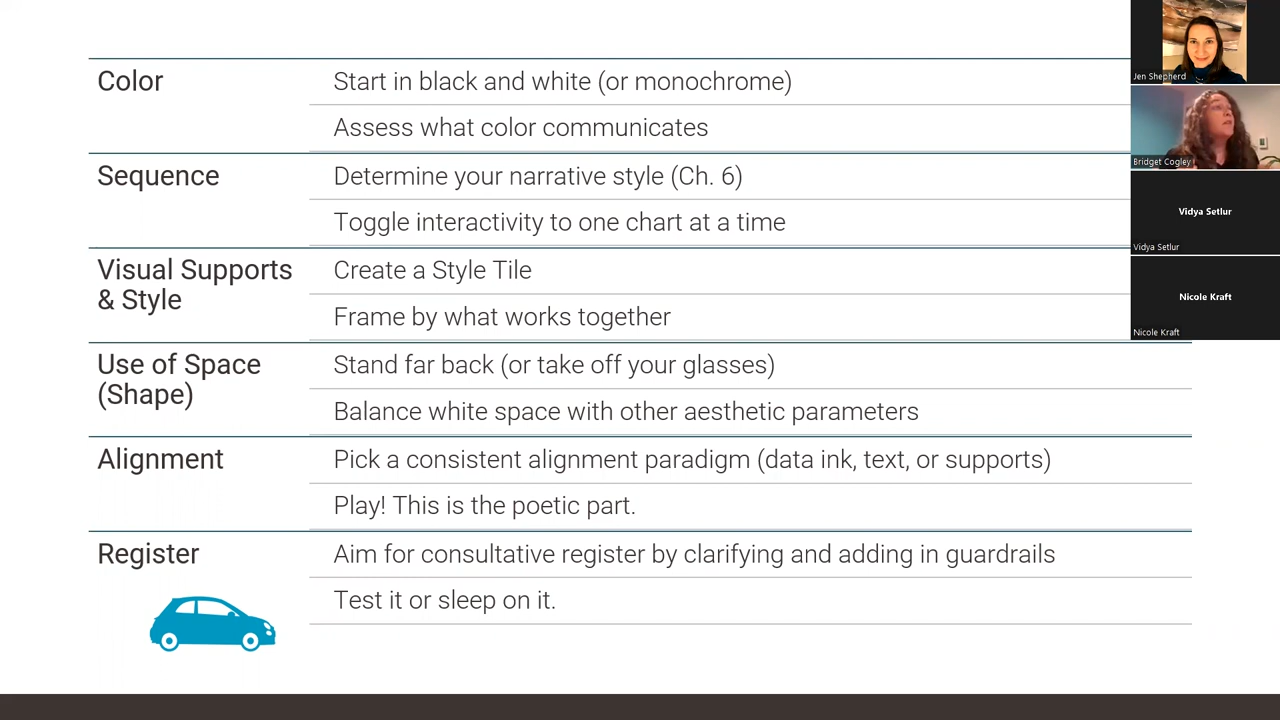 Color
Start in black and white (or monochrome)
Assess what color communicates
Sequence
Determine your narrative style (Ch. 6)
Toggle interactivity to one chart at a time
Visual Supports
& Style
Create a Style Tile
Frame by what works together
Use of Space
(Shape)
Stand far back (or take off your glasses)
Balance white space with other aesthetic parameters
Alignment
Pick a consistent alignment paradigm (data ink, text, or supports)
Play! This is the poetic part.
Register
Aim for consultative register by clarifying and adding in guardrails
Test it or sleep on it.
Jen Shepherd
Bridget Cogley
Vidya Setlur
Vidya Setlur
Nicole Kraft
Nicole Kraft